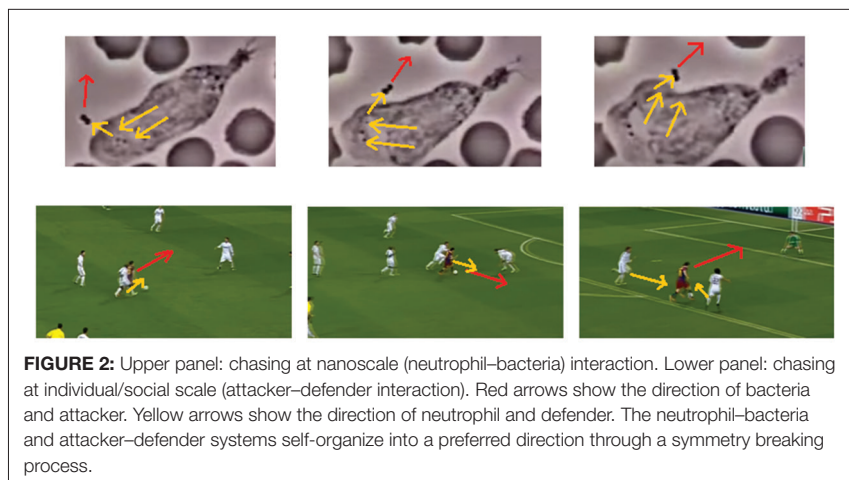 FIGURE 2: Upper panel: chasing at nanoscale (neutrophil–bacteria) interaction. Lower panel: chasing
at individual/social scale (attacker–defender interaction). Red arrows show the direction of bacteria
and attacker. Yellow arrows show the direction of neutrophil and defender. The neutrophil–bacteria
and attacker–defender systems self-organize into a preferred direction through a symmetry breaking
process.